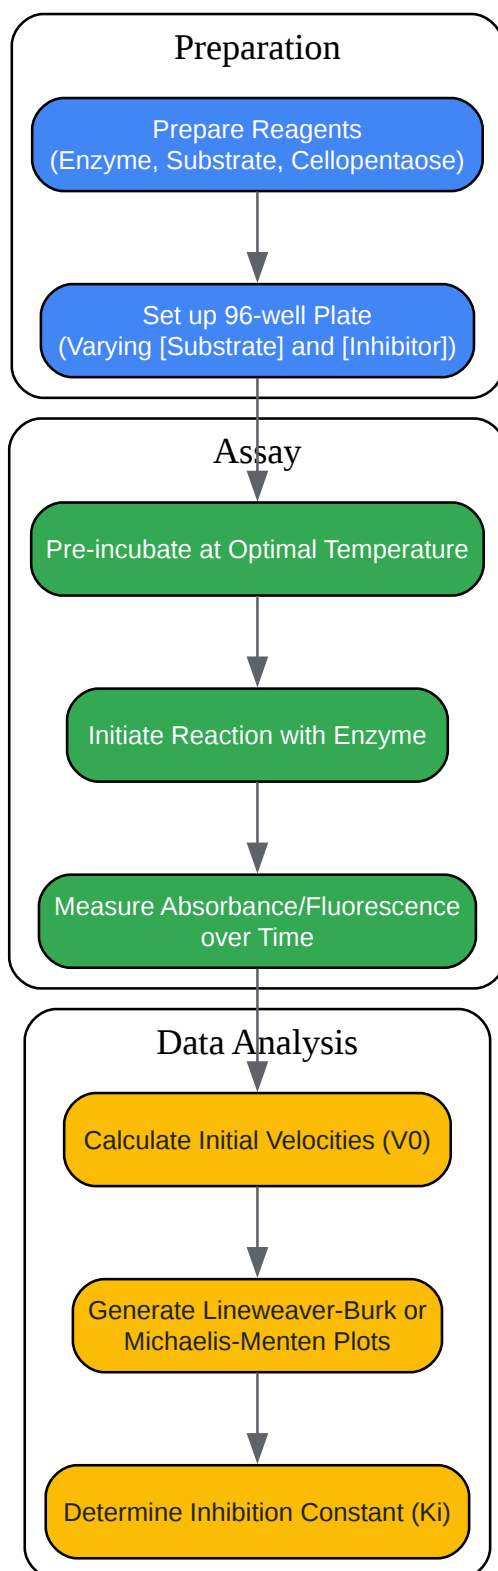 Preparation
Prepare Reagents
(Enzyme, Substrate, Cellopentaose)
Set up 96-well Plate
(Varying [Substrate] and [Inhibitor])
Assay
Pre-incubate at Optimal Temperature
Initiate Reaction with Enzyme
Measure Absorbance/Fluorescence
over Time
Data Analysis
Calculate Initial Velocities (V0)
Generate Lineweaver-Burk or
Michaelis-Menten Plots
Determine Inhibition Constant (Ki)